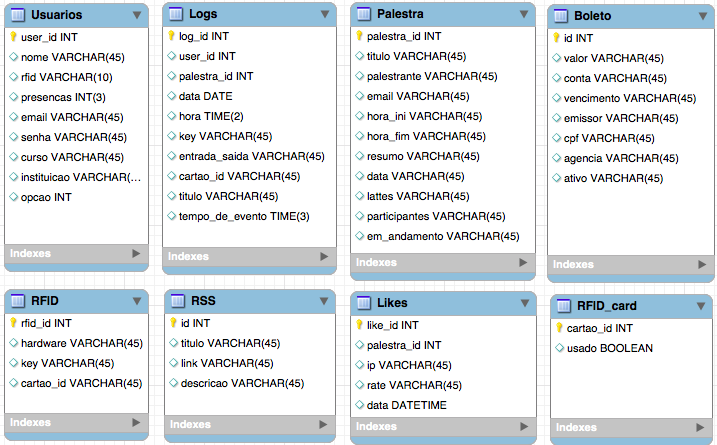 Usuarios
user_id INT
nome VARCHAR(45)
rfid VARCHAR(10)
presencas INT(3)
email VARCHAR(45)
senha VARCHAR(45)
curso VARCHAR(45)
instituicao VARCHAR(...
opcao INT
Indexes
Logs
log_id INT
user_id INT
palestra_id INT
data DATE
hora TIME(2)
key VARCHAR(45)
entrada_saida VARCHAR(45)
cartao_id VARCHAR(45)
titulo VARCHAR(45)
tempo_de_evento TIME(3)
Indexes
Palestra
palestra_id INT
titulo VARCHAR(45)
palestrante VARCHAR(45)
email VARCHAR(45)
hora_ini VARCHAR(45)
hora_fim VARCHAR(45)
resumo VARCHAR(45)
data VARCHAR(45)
lattes VARCHAR(45)
participantes VARCHAR(45)
em_andamento VARCHAR(45)
Indexes
Boleto
id INT
valor VARCHAR(45)
conta VARCHAR(45)
vencimento VARCHAR(45)
emissor VARCHAR(45)
cpf VARCHAR(45)
agencia VARCHAR(45)
ativo VARCHAR(45)
Indexes
RFID
rfid_id INT
hardware VARCHAR(45)
key VARCHAR(45)
cartao_id VARCHAR(45)
Indexes
RSS
id INT
titulo VARCHAR(45)
link VARCHAR(45)
descricao VARCHAR(45)
Indexes
Likes
like_id INT
palestra_id INT
ip VARCHAR(45)
rate VARCHAR(45)
data DATETIME
Indexes
RFID_card
cartao_id INT
usado BOOLEAN
Indexes